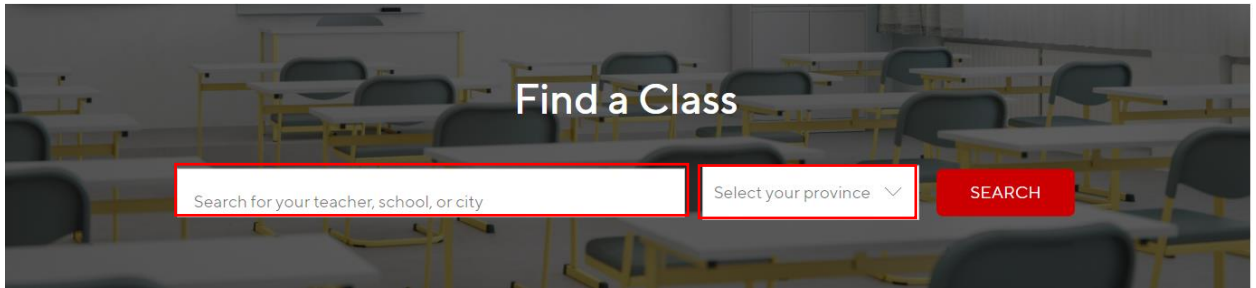 Find a Class
Search for your teacher, school, or city
Select your province
SEARCH